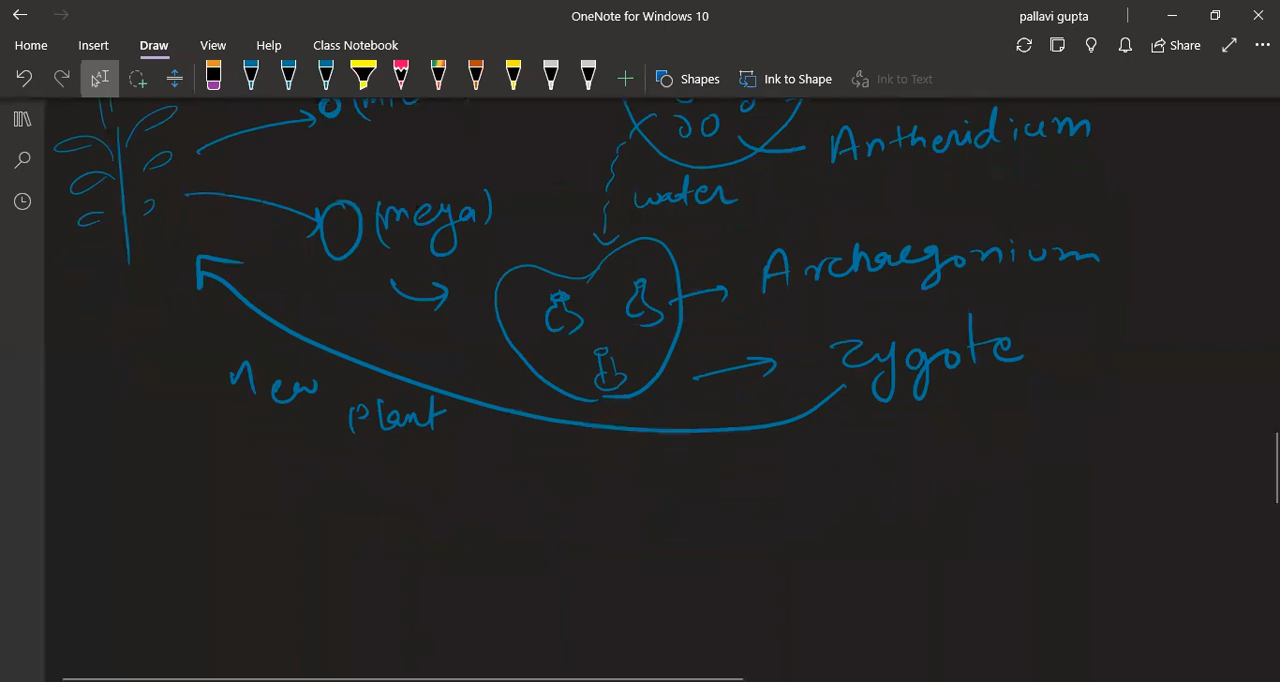 OneNote for Windows 10
pallavi gupta
Home Insert Draw View Help Class Notebook
Share
Shapes Ink to Shape Ink to Text
Antheridium
water
(mega)
Archaegonium
zygote
new
plant